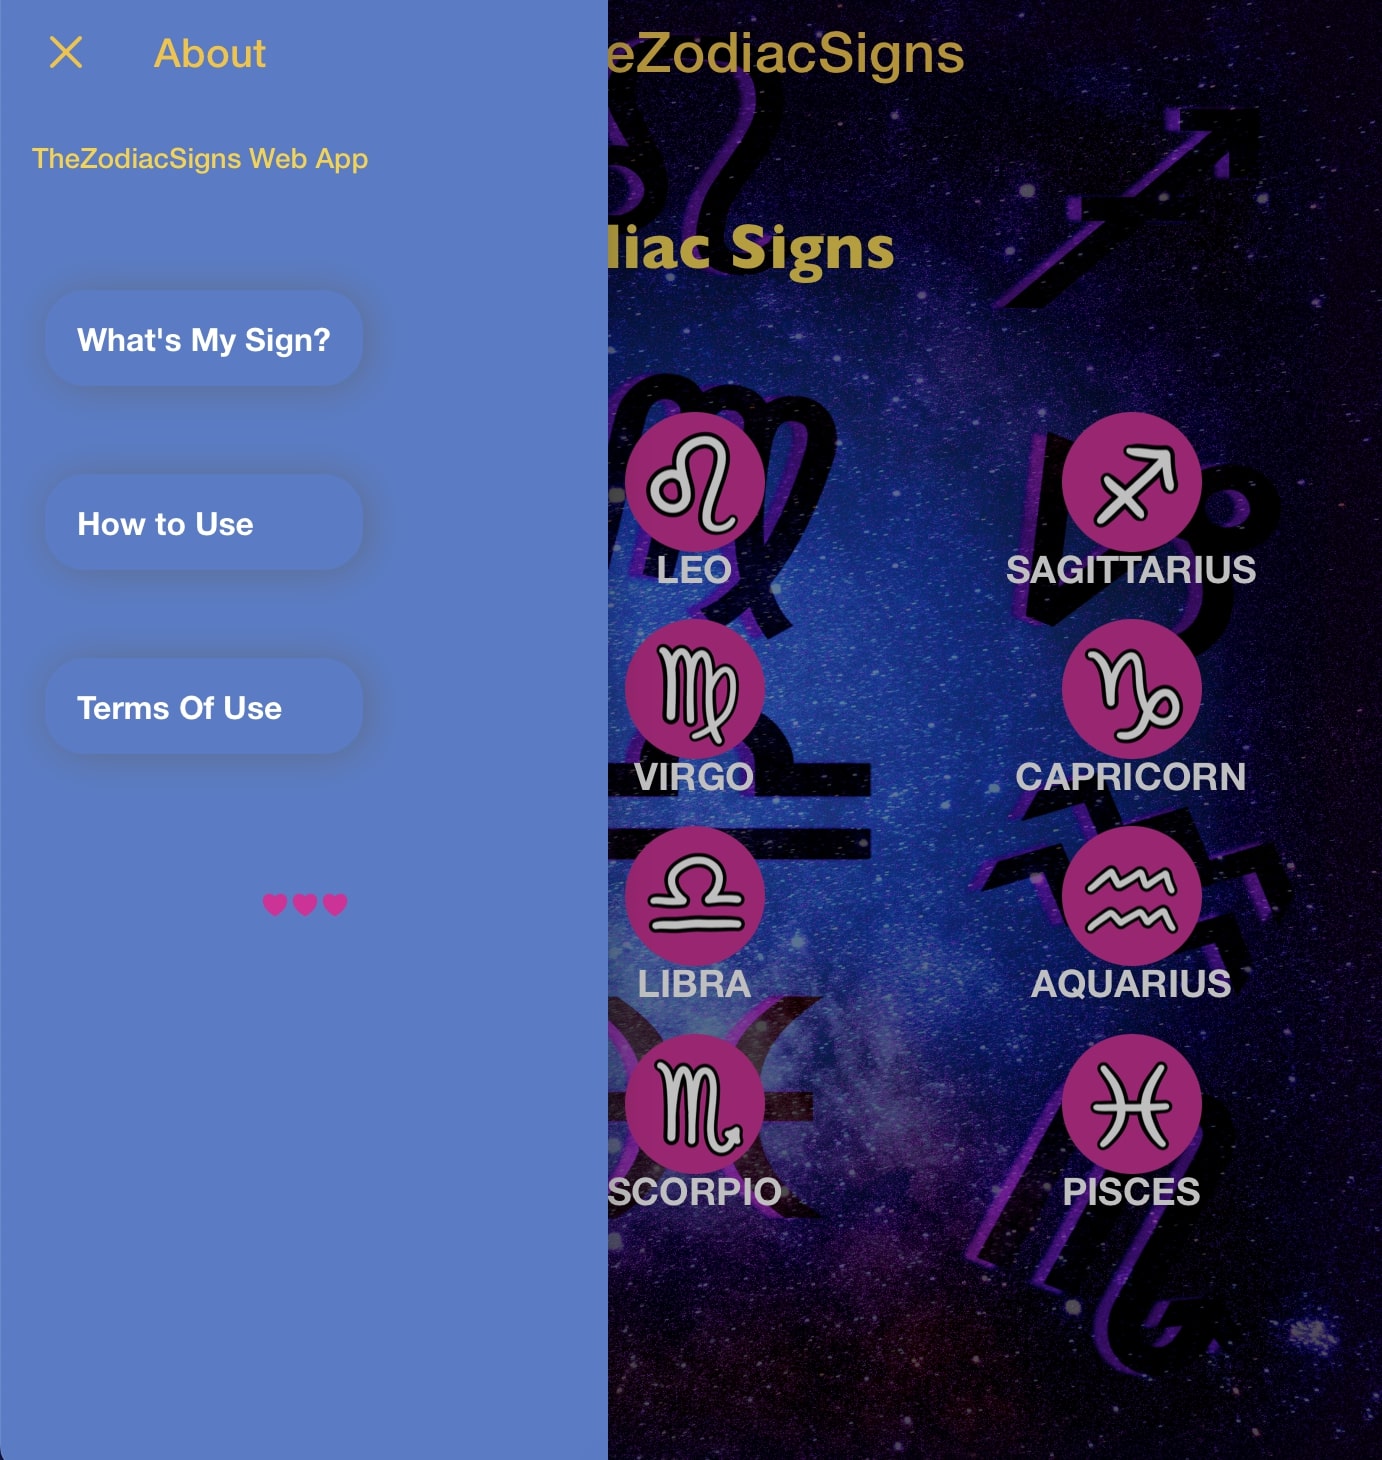 About
TheZodiacSigns Web App
What's My Sign?
How to Use
Terms Of Use
eZodiacSigns
diac Signs
LEO
SAGITTARIUS
VIRGO
CAPRICORN
LIBRA
AQUARIUS
SCORPIO
PISCES